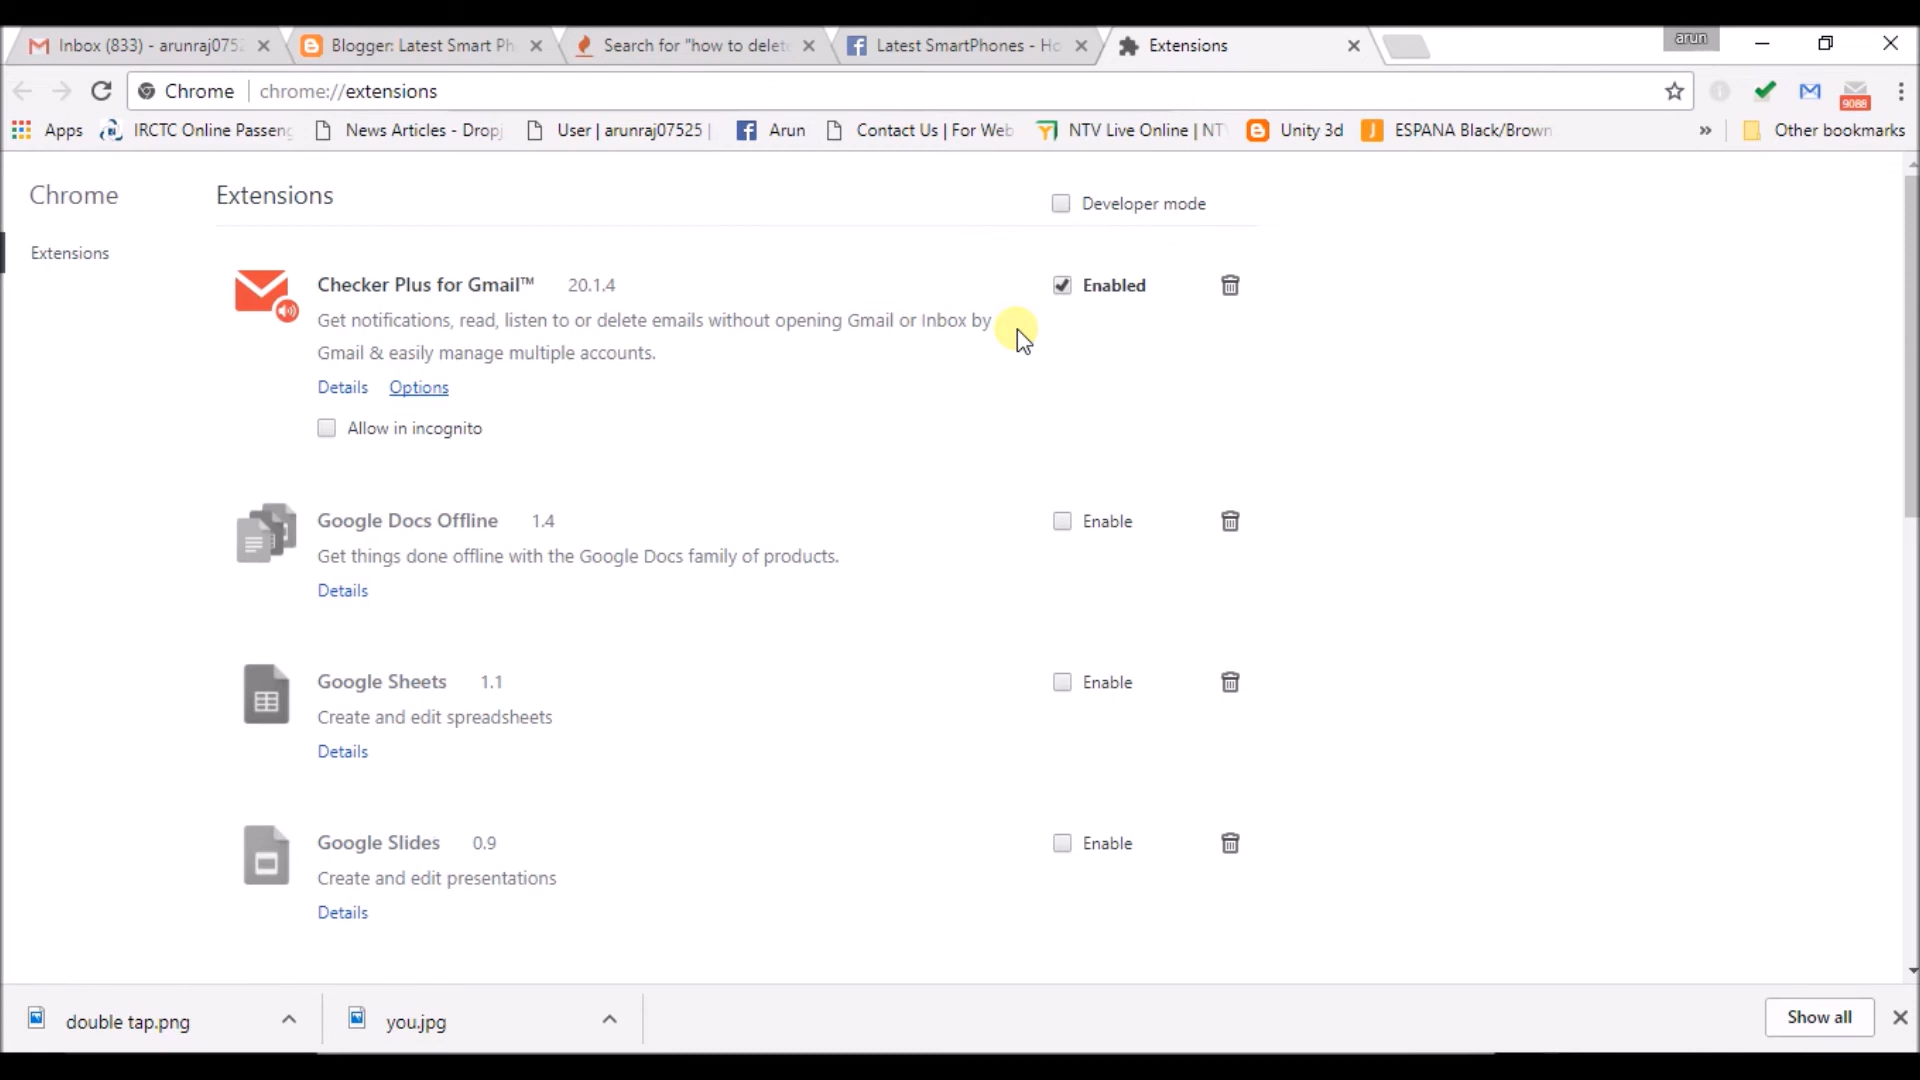 Inbox (833) - arunraj0752
Blogger: Latest Smart Ph
Search for "how to delete
Latest SmartPhones - Ho
Extensions
arun
Chrome chrome://extensions
9088
Apps
IRCTC Online Passeng
News Articles - Dropj
User | arunraj07525 |
Arun
Contact Us | For Web
NTV Live Online | NTV
Unity 3d
ESPANA Black/Brown
» Other bookmarks
Chrome
Extensions
Developer mode
Extensions
Checker Plus for Gmail™ 20.1.4
Enabled
Get notifications, read, listen to or delete emails without opening Gmail or Inbox by
Gmail & easily manage multiple accounts.
Details Options
Allow in incognito
Google Docs Offline 1.4
Enable
Get things done offline with the Google Docs family of products.
Details
Google Sheets 1.1
Enable
Create and edit spreadsheets
Details
Google Slides 0.9
Enable
Create and edit presentations
Details
double tap.png
you.jpg
Show all